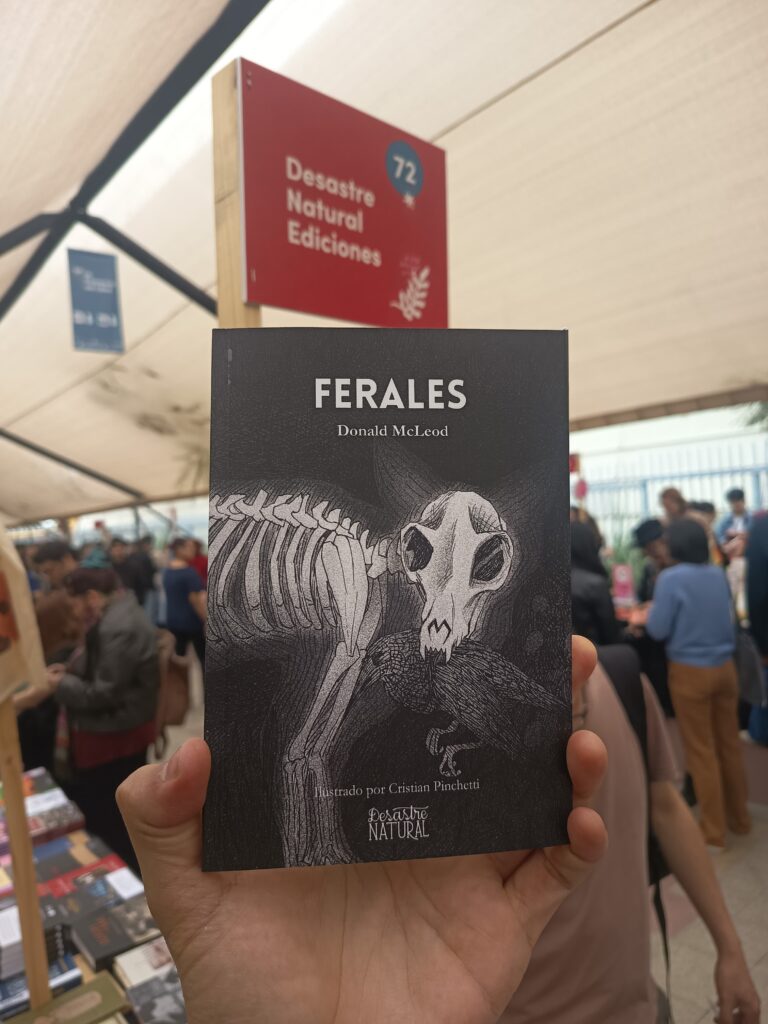 72
Desastre
Natural
Ediciones
FERALES
Donald McLeod
Ilustrado por Cristian Pinchetti
Desastre
NATURAL